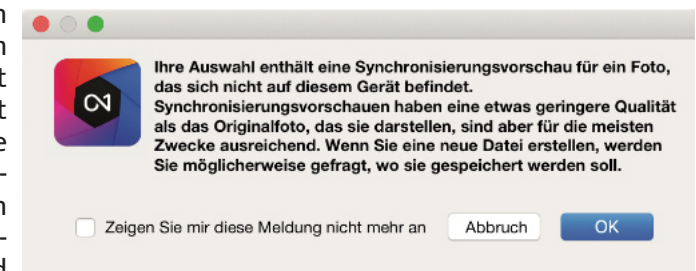 Ihre Auswahl enthält eine Synchronisierungsvorschau für ein Foto,
das sich nicht auf diesem Gerät befindet.
Synchronisierungsvorschauen haben eine etwas geringere Qualität
als das Originalfoto, das sie darstellen, sind aber für die meisten
Zwecke ausreichend. Wenn Sie eine neue Datei erstellen, werden
Sie möglicherweise gefragt, wo sie gespeichert werden soll.
Zeigen Sie mir diese Meldung nicht mehr an Abbruch OK